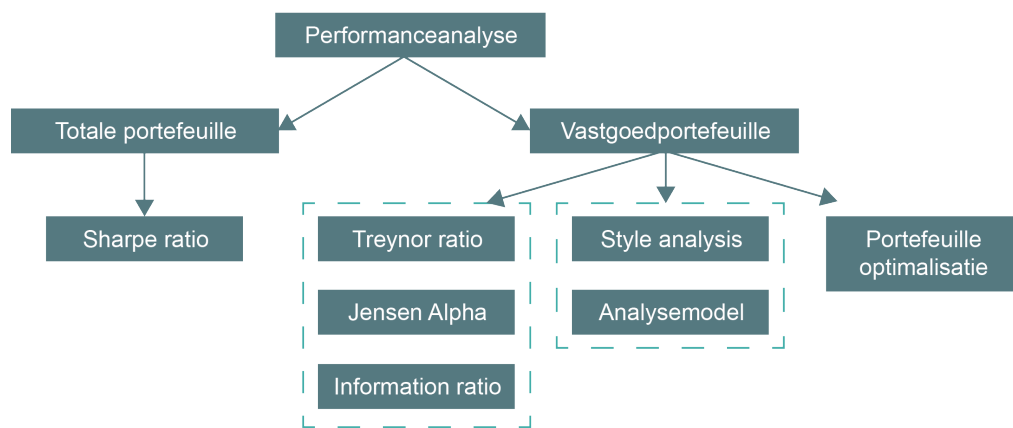 Performanceanalyse
Totale portefeuille
Vastgoedportefeuille
Sharpe ratio
Treynor ratio
Style analysis
Portefeuille
optimalisatie
Jensen Alpha
Analysemodel
Information ratio